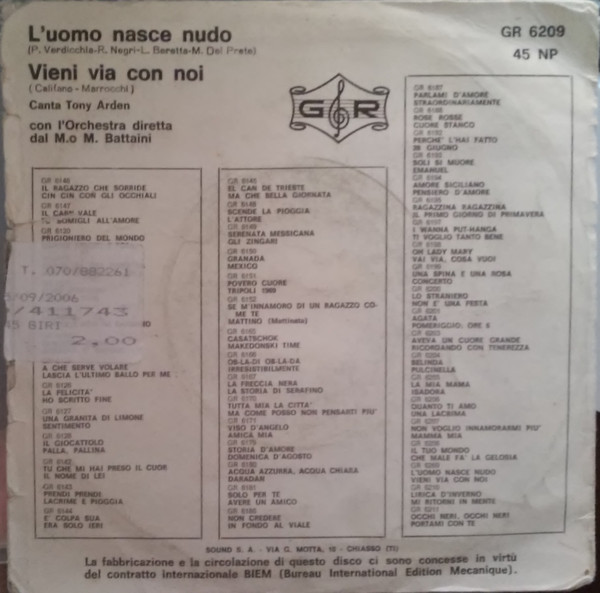 L'uomo nasce nudo
(P. Verdicchia-R. Negri-L. Beretta-M. Del Prete)
Vieni via con noi
(Califano - Marrocchi)
Canta Tony Arden
con l'Orchestra diretta
dal M.o M. Battaini
GR
GR 6209
45 NP
GR 6146
IL RAGAZZO CHE SORRIDE
CIN CIN CON GLI OCCHIALI
GR 6147
IL CARNEVALE
TU SOMIGLI ALL'AMORE
GR 6120
PRIGIONIERO DEL MONDO
T. 070/882261
/09/2006
/411743
45 GIRI
2,00
A CHE SERVE VOLARE
LASCIA L'ULTIMO BALLO PER ME
GR 6126
LA FELICITA'
HO SCRITTO FINE
GR 6127
UNA GRANITA DI LIMONE
SENTIMENTO
GR 6128
IL GIOCATTOLO
PALLA, PALLINA
GR 6142
TU CHE MI HAI PRESO IL CUOR
IL NOME DI LEI
GR 6143
PRENDI PRENDI
LACRIME E PIOGGIA
GR 6144
E' COLPA SUA
ERA SOLO IERI
GR 6145
EL CAN DE TRIESTE
MA CHE BELLA GIORNATA
GR 6148
SCENDE LA PIOGGIA
L'ATTORE
GR 6149
SERENATA MESSICANA
GLI ZINGARI
GR 6150
GRANADA
MEXICO
GR 6151
POVERO CUORE
TRIPOLI 1969
GR 6152
SE M'INNAMORO DI UN RAGAZZO CO-
ME TE
MATTINO (Mattinata)
GR 6165
CASATSCHOK
MAKEDONSKI TIME
GR 6166
OB-LA-DI OB-LA-DA
IRRESISTIBILMENTE
GR 6167
LA FRECCIA NERA
LA STORIA DI SERAFINO
GR 6170
TUTTA MIA LA CITTA'
MA COME POSSO NON PENSARTI PIU'
GR 6171
VISO D'ANGELO
AMICA MIA
GR 6179
STORIA D'AMORE
DOMENICA D'AGOSTO
GR 6180
ACQUA AZZURRA, ACQUA CHIARA
DARADAN
GR 6181
SOLO PER TE
AVERE UN AMICO
GR 6185
NON CREDERE
IN FONDO AL VIALE
GR 6187
PARLAMI D'AMORE
STRAORDINARIAMENTE
GR 6188
ROSE ROSSE
CUORE STANCO
GR 6192
PERCHE' L'HAI FATTO
28 GIUGNO
GR 6193
SOLI SI MUORE
EMANUEL
GR 6194
AMORE SICILIANO
PENSIERO D'AMORE
GR 6195
RAGAZZINA RAGAZZINA
IL PRIMO GIORNO DI PRIMAVERA
GR 6197
I WANNA PUT-HANGA
TI VOGLIO TANTO BENE
GR 6198
OH LADY MARY
VAI VIA, COSA VUOI
GR 6199
UNA SPINA E UNA ROSA
CONCERTO
GR 6200
LO STRANIERO
NON E' UNA FESTA
GR 6201
AGATA
POMERIGGIO: ORE 6
GR 6203
AVEVA UN CUORE GRANDE
RICORDANDO CON TENEREZZA
GR 6204
BELINDA
PULCINELLA
GR 6205
LA MIA MAMA
ISADORA
GR 6206
QUANTO TI AMO
UNA LACRIMA
GR 6207
NON VOGLIO INNAMORARMI PIU'
MAMMA MIA
GR 6208
IL TUO MONDO
CHE MALE FA' LA GELOSIA
GR 6209
L'UOMO NASCE NUDO
VIENI VIA CON NOI
GR 6210
LIRICA D'INVERNO
MI RITORNI IN MENTE
GR 6211
OCCHI NERI, OCCHI NERI
PORTAMI CON TE
SOUND S. A. - VIA G. MOTTA, 15 - CHIASSO (TI)
La fabbricazione e la circolazione di questo disco ci sono concesse in virtù
del contratto internazionale BIEM (Bureau International Edition Mecanique).